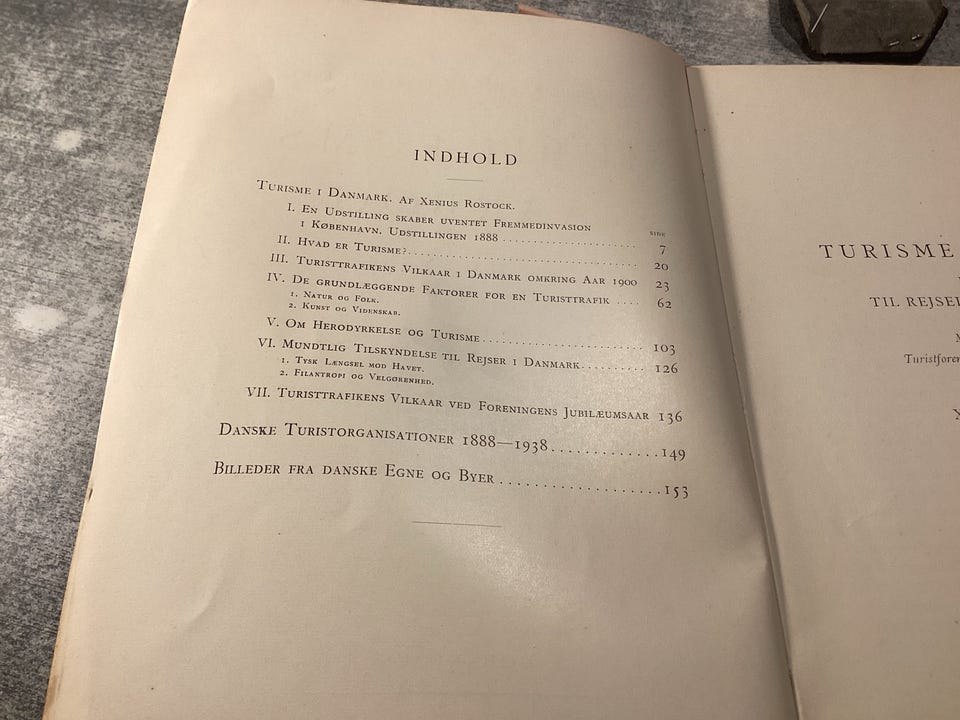 INDHOLD
TURISME I DANMARK. AF XENIUS ROSTOCK.
I. EN UDSTILLING SKABER UVENTET FREMMEDINVASION
SIDE
I KØBENHAVN. UDSTILLINGEN 1888 .......................... 7
II. HVAD ER TURISME?............................................ 20
III. TURISTTRAFIKENS VILKAAR I DANMARK OMKRING AAR 1900 23
IV. DE GRUNDLÆGGENDE FAKTORER FOR EN TURISTTRAFIK .... 62
1. NATUR OG FOLK.
2. KUNST OG VIDENSKAB.
V. OM HERODYRKELSE OG TURISME.............................. 103
VI. MUNDTLIG TILSKYNDELSE TIL REJSER I DANMARK.......... 126
1. TYSK LÆNGSEL MOD HAVET.
2. FILANTROPI OG VELGØRENHED.
VII. TURISTTRAFIKENS VILKAAR VED FORENINGENS JUBILÆUMSAAR 136
DANSKE TURISTORGANISATIONER 1888—1938.............149
BILLEDER FRA DANSKE EGNE OG BYER...................153
TURISME
TIL REJSE
Turistforen